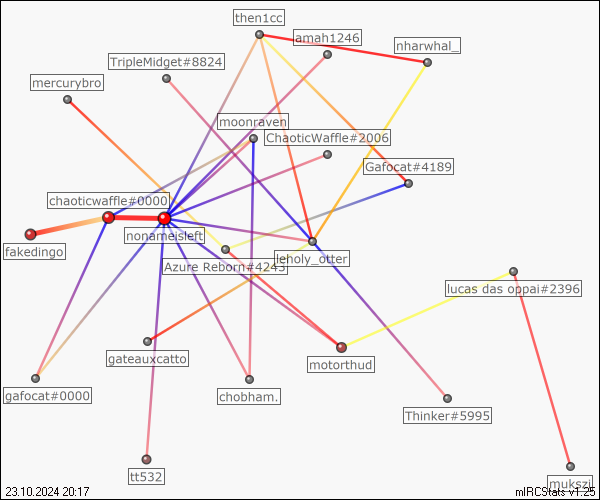 then1cc
amah1246
nharwhal_
TripleMidget#8824
mercurybro
moonraven
ChaoticWaffle#2006
Gafocat#4189
chaoticwaffle#0000
nonameisleft
fakedingo
leholy_otter
Azure Reborn#4243
lucas das oppai#2396
gateauxcatto
motorthud
gafocat#0000
chobham.
Thinker#5995
tt532
mukszi
23.10.2024 20:17
mIRCStats v1.25